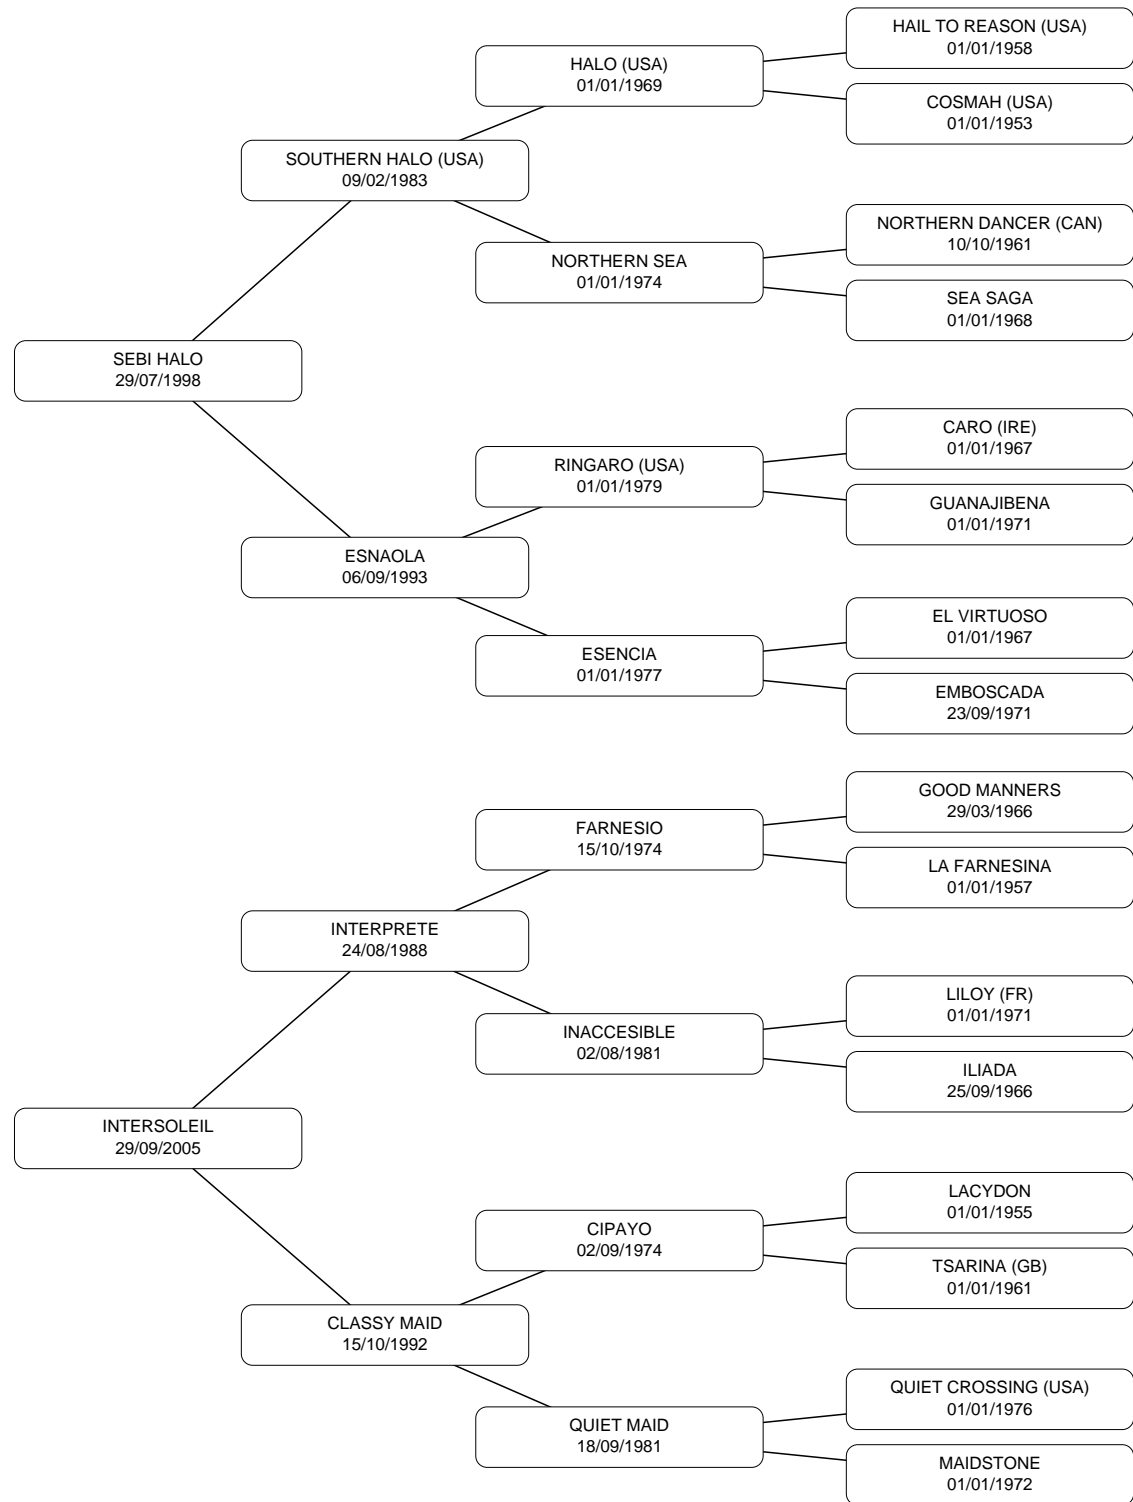 HAIL TO REASON (USA)
01/01/1958
HALO (USA)
01/01/1969
COSMAH (USA)
01/01/1953
SOUTHERN HALO (USA)
09/02/1983
NORTHERN DANCER (CAN)
10/10/1961
NORTHERN SEA
01/01/1974
SEA SAGA
01/01/1968
SEBI HALO
29/07/1998
CARO (IRE)
01/01/1967
RINGARO (USA)
01/01/1979
GUANAJIBENA
01/01/1971
ESNAOLA
06/09/1993
EL VIRTUOSO
01/01/1967
ESENCIA
01/01/1977
EMBOSCADA
23/09/1971
GOOD MANNERS
29/03/1966
FARNESIO
15/10/1974
LA FARNESINA
01/01/1957
INTERPRETE
24/08/1988
LILOY (FR)
01/01/1971
INACCESIBLE
02/08/1981
ILIADA
25/09/1966
INTERSOLEIL
29/09/2005
LACYDON
01/01/1955
CIPAYO
02/09/1974
TSARINA (GB)
01/01/1961
CLASSY MAID
15/10/1992
QUIET CROSSING (USA)
01/01/1976
QUIET MAID
18/09/1981
MAIDSTONE
01/01/1972